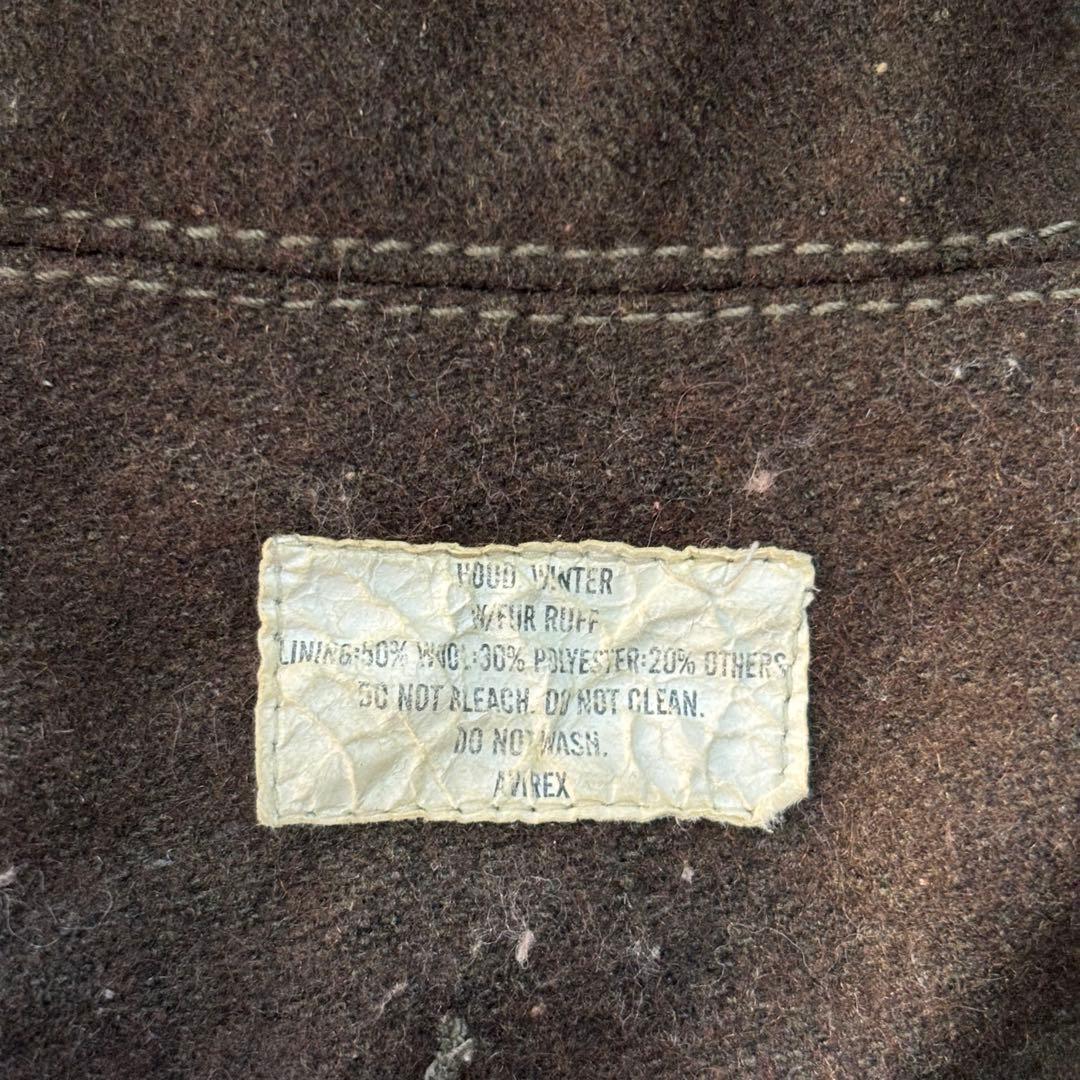 HOOD WINTER
W/FUR RUFF
LINING:50% WOOL:30% POLYESTER:20% OTHERS
DO NOT BLEACH. DO NOT CLEAN.
DO NOT WASH.
AVIREX